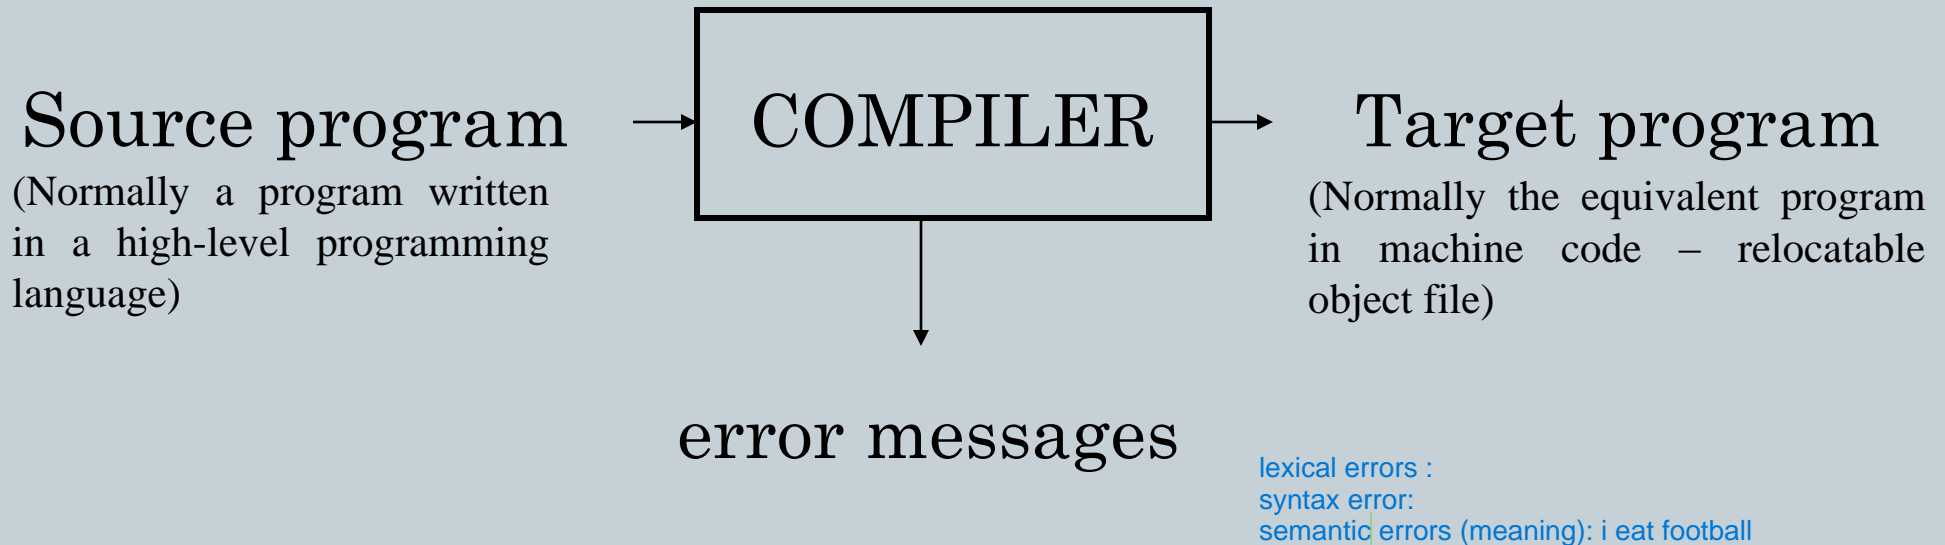 Source program
(Normally a program written
in a high-level programming
language)
COMPILER
Target program
(Normally the equivalent program
in machine code – relocatable
object file)
error messages
lexical errors :
syntax error:
semantic errors (meaning): i eat football